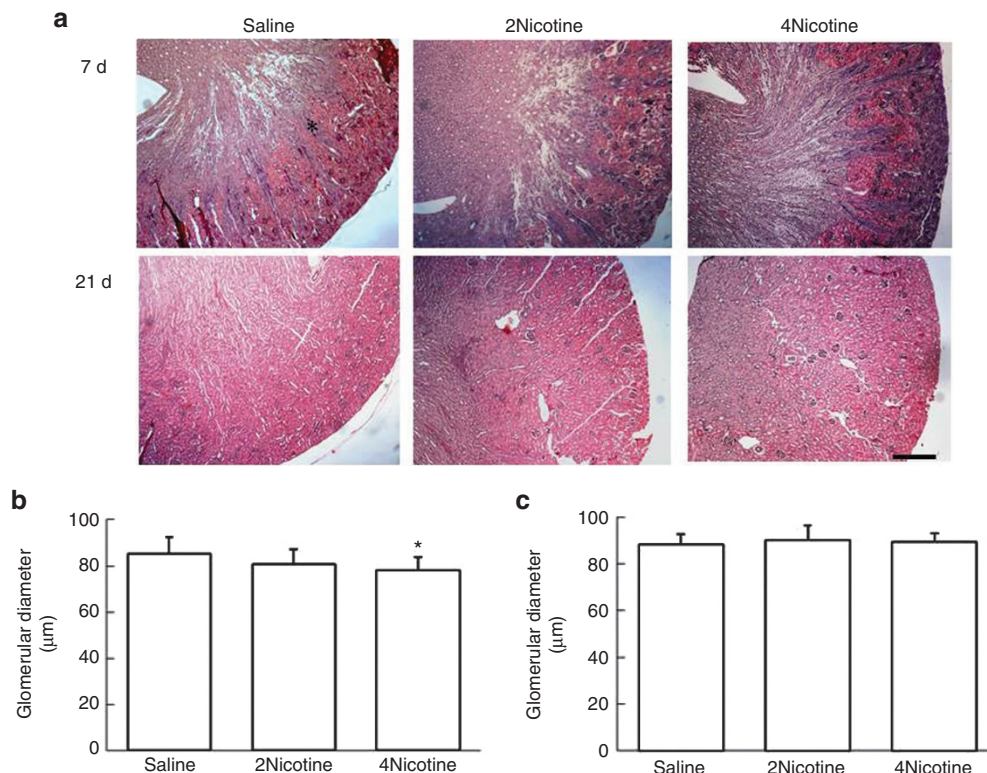 a
Saline 2Nicotine 4Nicotine
7 d
*
21 d
b
Glomerular diameter
(μm)
100
80
60
40
20
0
*
Saline 2Nicotine 4Nicotine
c
Glomerular diameter
(μm)
100
80
60
40
20
0
Saline 2Nicotine 4Nicotine